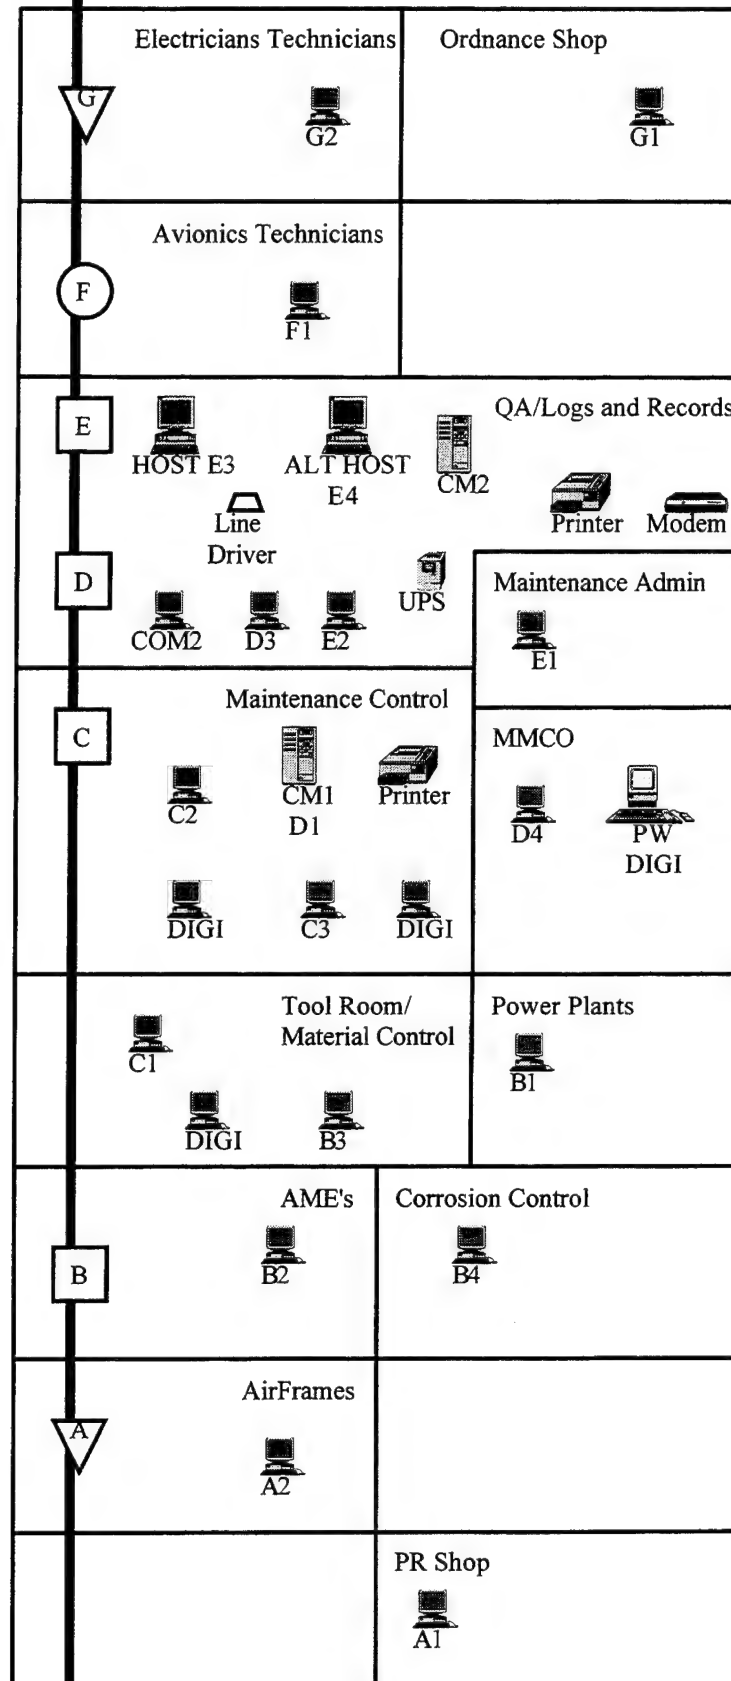 Electricians Technicians
Ordnance Shop
G
G2
G1
Avionics Technicians
F
F1
QA/Logs and Records
E
HOST E3
ALT HOST
E4
CM2
Printer
Modem
Line
Driver
D
UPS
Maintenance Admin
COM2
D3
E2
E1
Maintenance Control
C
MMCO
C2
CM1
D1
Printer
D4
PW
DIGI
DIGI
C3
DIGI
Tool Room/
Material Control
Power Plants
C1
B1
DIGI
B3
AME's
Corrosion Control
B
B2
B4
AirFrames
A
A2
PR Shop
A1